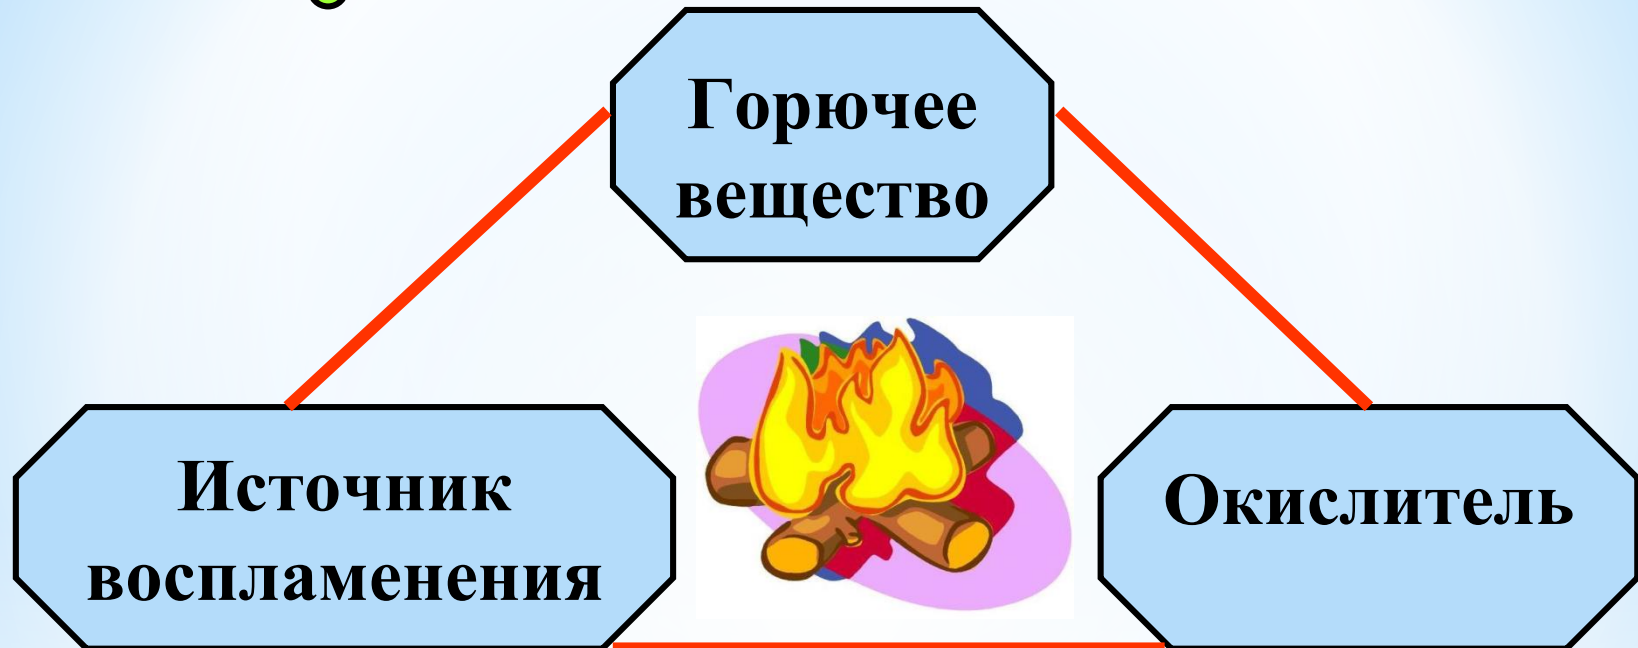 Горючее
вещество
Источник
воспламенения
Окислитель